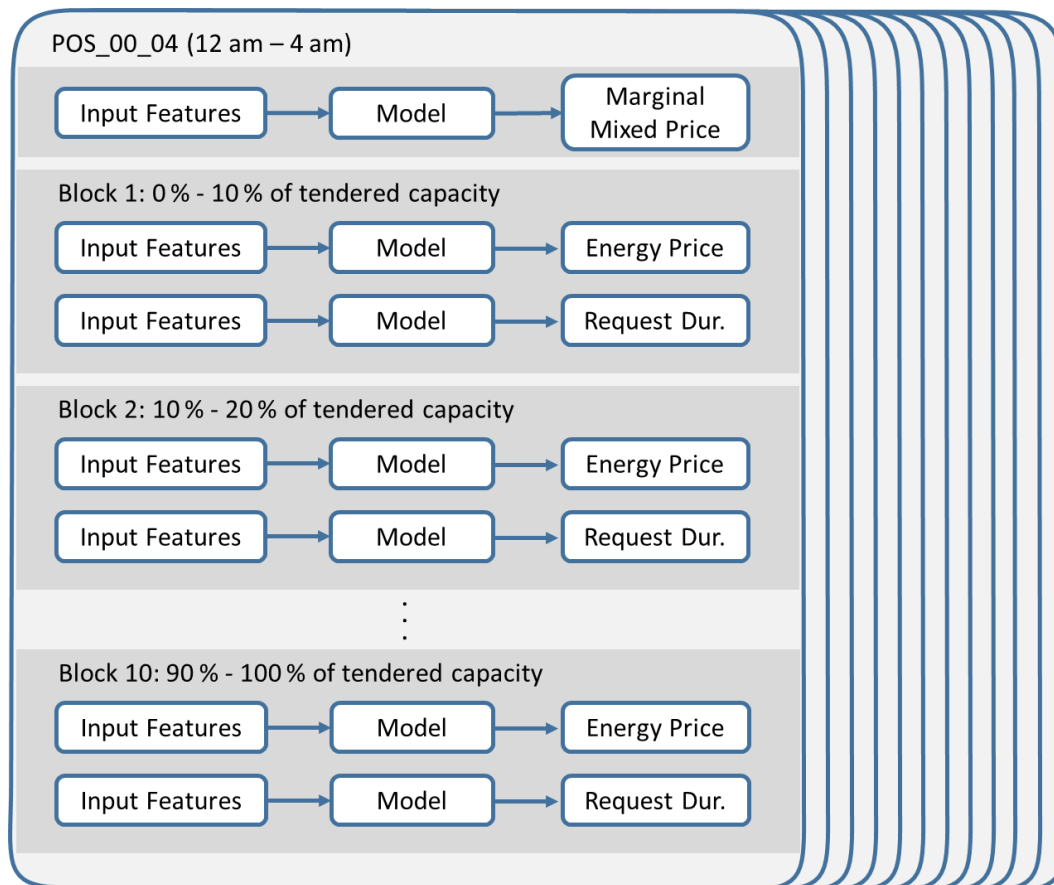 POS_00_04 (12 am – 4 am)
Input Features
Model
Marginal
Mixed Price
Block 1: 0 % - 10 % of tendered capacity
Input Features
Model
Energy Price
Input Features
Model
Request Dur.
Block 2: 10 % - 20 % of tendered capacity
Input Features
Model
Energy Price
Input Features
Model
Request Dur.
⋮
Block 10: 90 % - 100 % of tendered capacity
Input Features
Model
Energy Price
Input Features
Model
Request Dur.